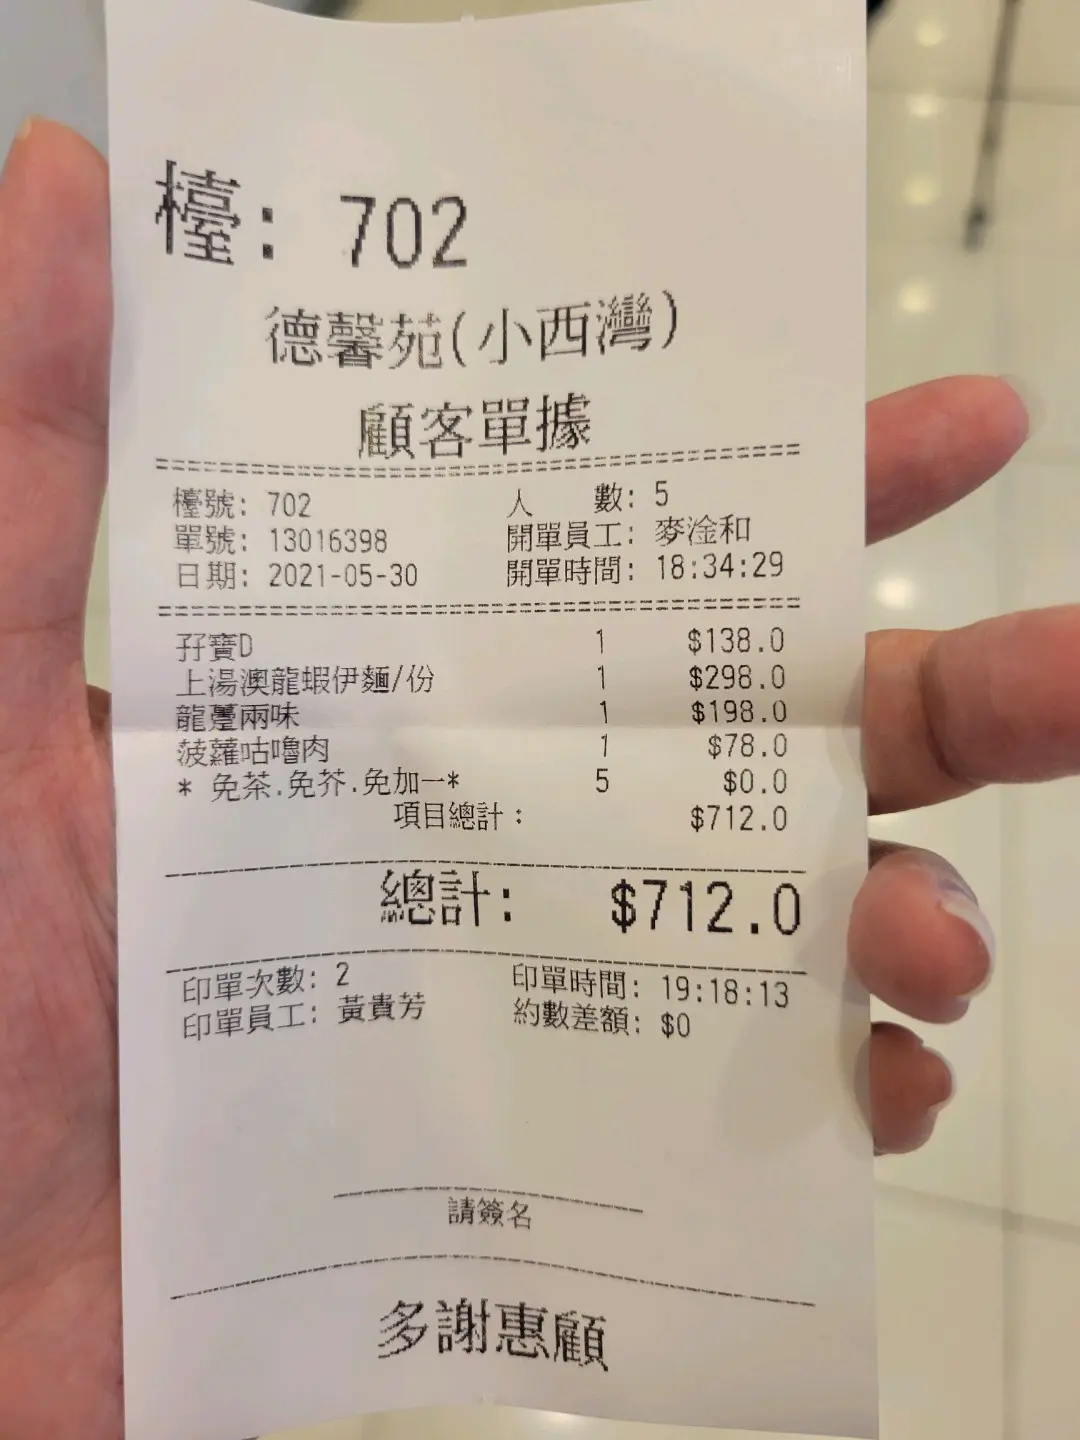 檯: 702
德馨苑(小西灣)
顧客單據
檯號: 702 人 數: 5
單號: 13016398 開單員工: 麥淦和
日期: 2021-05-30 開單時間: 18:34:29
孖寶D 1 $138.0
上湯澳龍蝦伊麵/份 1 $298.0
龍躉兩味 1 $198.0
菠蘿咕嚕肉 1 $78.0
* 免茶.免芥.免加一* 5 $0.0
項目總計: $712.0
總計: $712.0
印單次數: 2 印單時間: 19:18:13
印單員工: 黃貴芳 約數差額: $0
請簽名
多謝惠顧